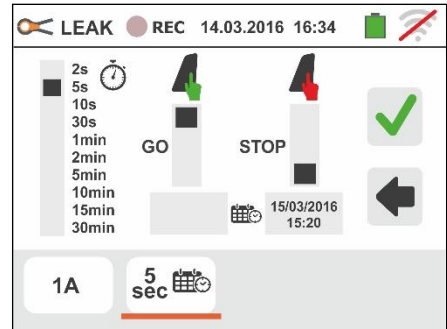 LEAK REC 14.03.2016 16:34
2s
5s
10s
30s
1min
2min
5min
10min
15min
30min
GO
STOP
15/03/2016
15:20
1A
5
sec